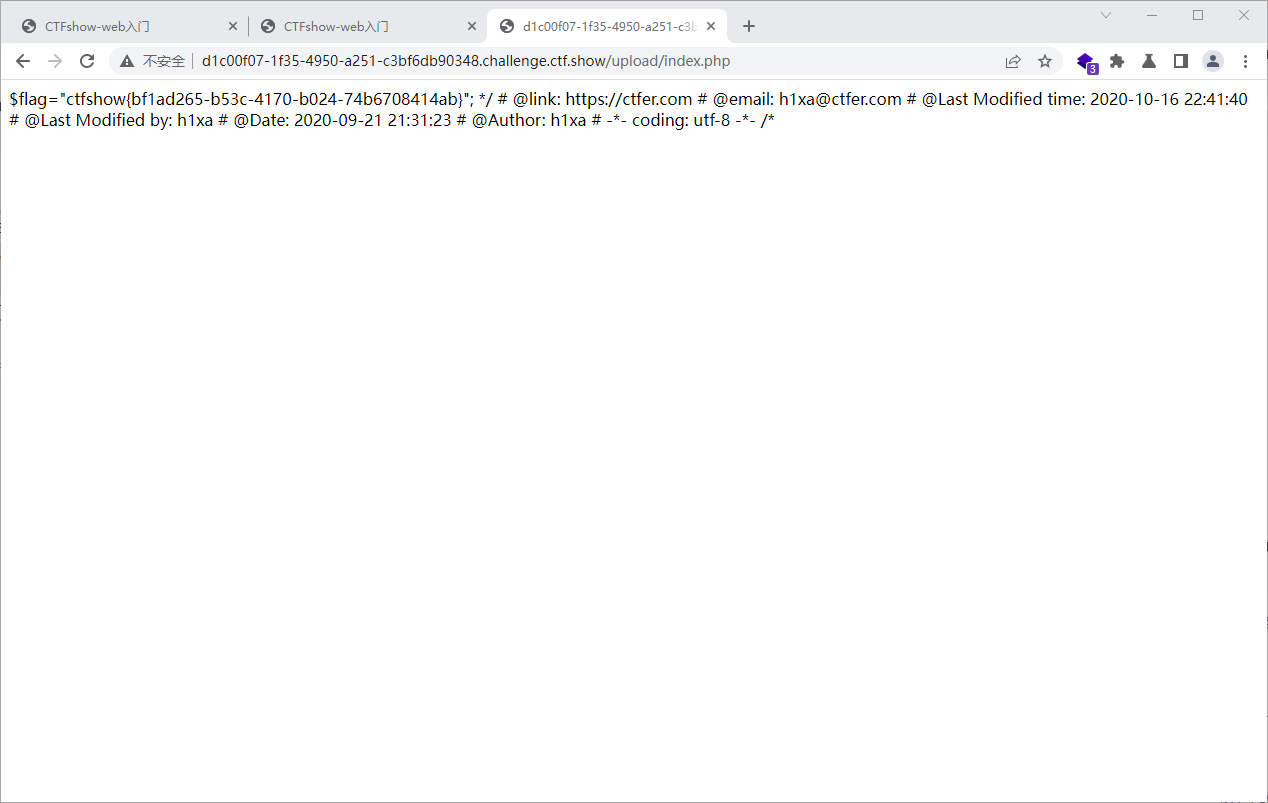 CTFshow-web入门
CTFshow-web入门
d1c00f07-1f35-4950-a251-c3b
不安全
d1c00f07-1f35-4950-a251-c3bf6db90348.challenge.ctf.show/upload/index.php
3
$flag="ctfshow{bf1ad265-b53c-4170-b024-74b6708414ab}"; */ # @link: https://ctfer.com # @email: h1xa@ctfer.com # @Last Modified time: 2020-10-16 22:41:40
# @Last Modified by: h1xa # @Date: 2020-09-21 21:31:23 # @Author: h1xa # -*- coding: utf-8 -*- /*